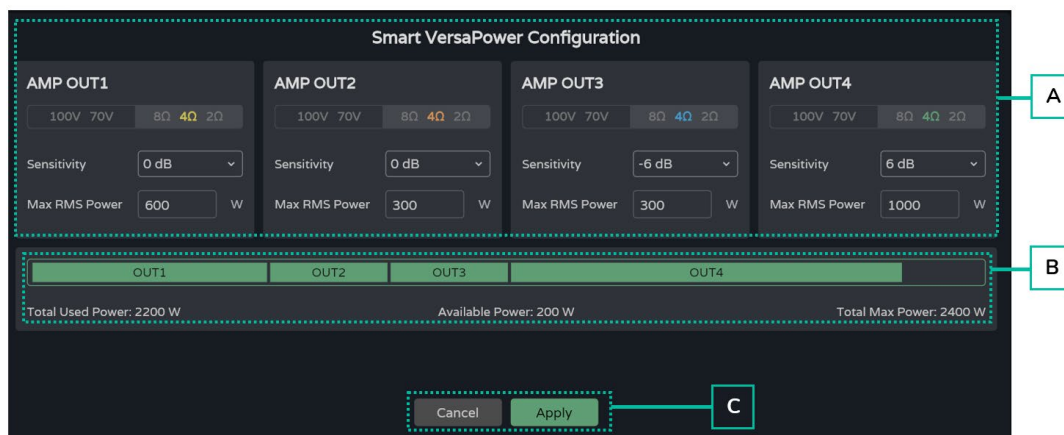 Smart VersaPower Configuration
AMP OUT1
100V 70V 8Ω 4Ω 2Ω
Sensitivity 0 dB
Max RMS Power 600 W
AMP OUT2
100V 70V 8Ω 4Ω 2Ω
Sensitivity 0 dB
Max RMS Power 300 W
AMP OUT3
100V 70V 8Ω 4Ω 2Ω
Sensitivity -6 dB
Max RMS Power 300 W
AMP OUT4
100V 70V 8Ω 4Ω 2Ω
Sensitivity 6 dB
Max RMS Power 1000 W
A
OUT1 OUT2 OUT3 OUT4
Total Used Power: 2200 W Available Power: 200 W Total Max Power: 2400 W
B
Cancel Apply
C